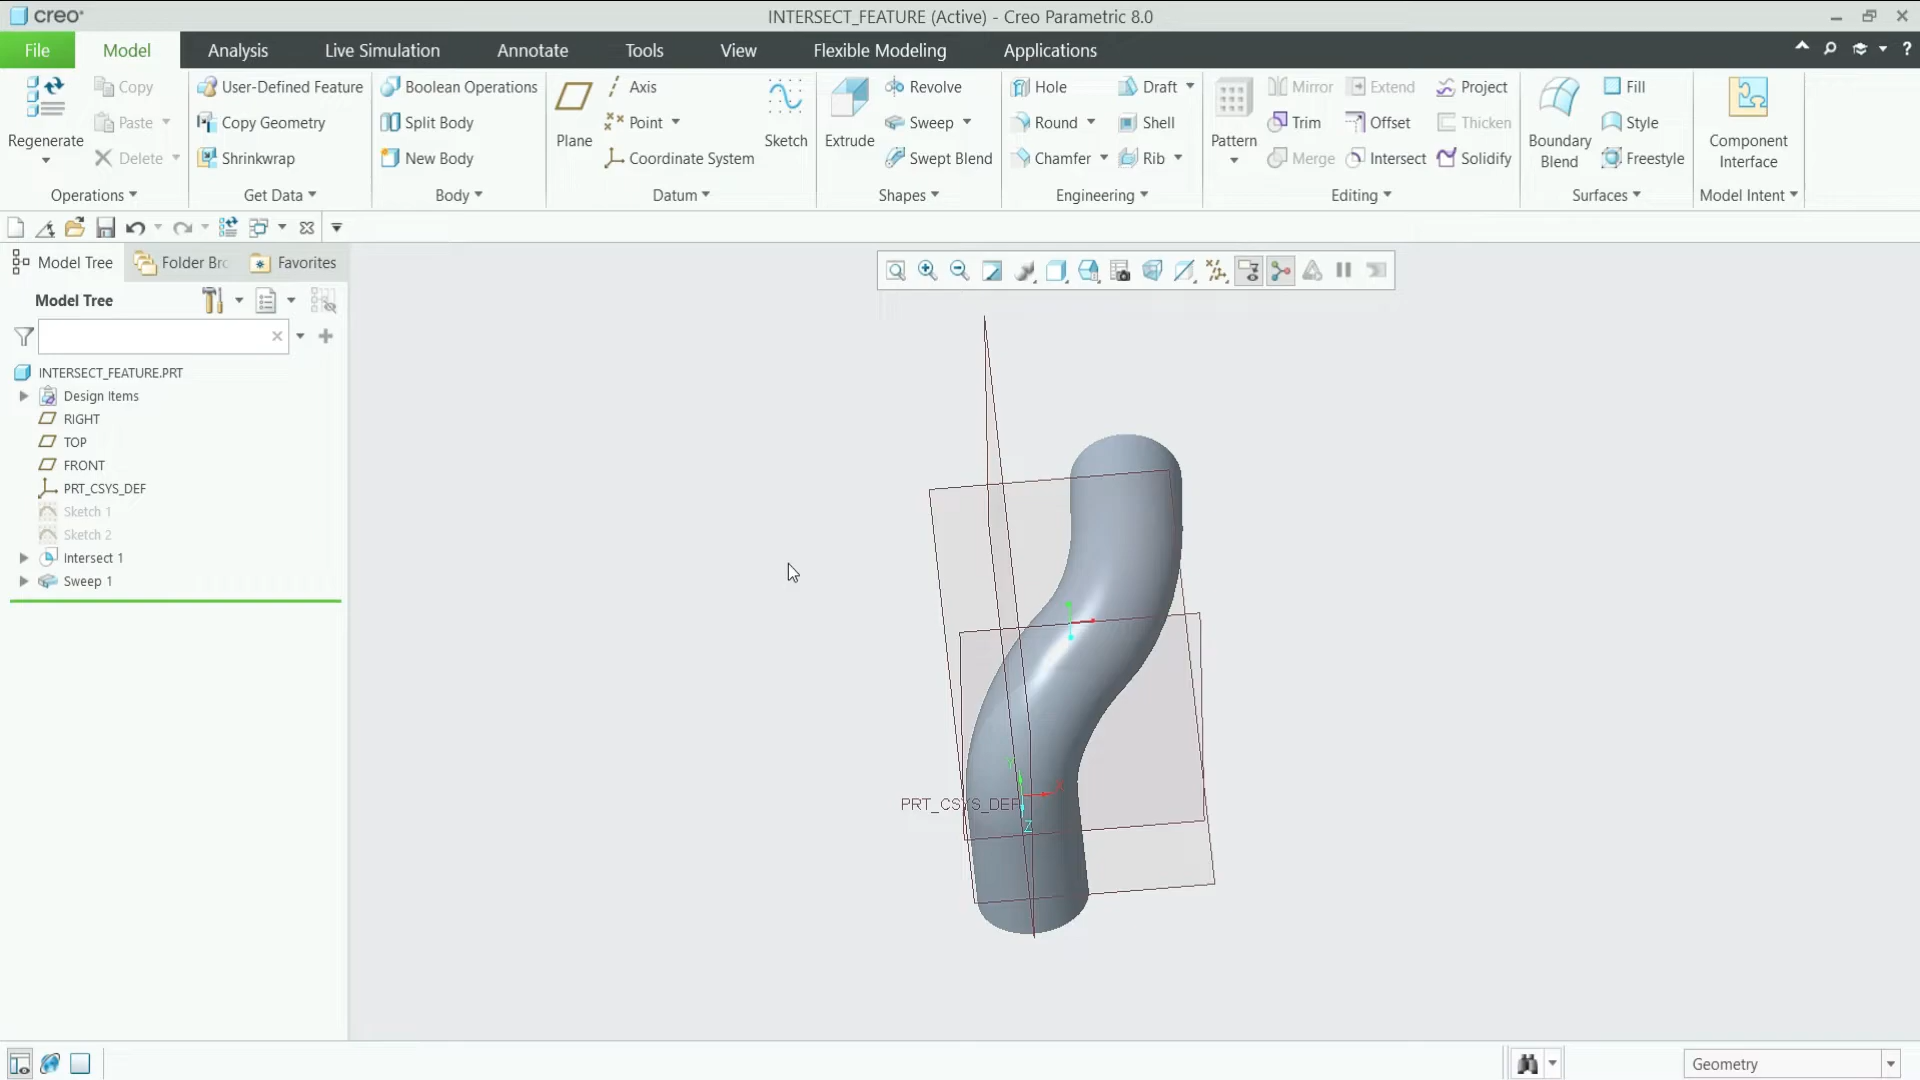 creo®
INTERSECT_FEATURE (Active) - Creo Parametric 8.0
File Model Analysis Live Simulation Annotate Tools View Flexible Modeling Applications
Regenerate
Copy
Paste
Delete
Operations
User-Defined Feature
Copy Geometry
Shrinkwrap
Get Data
Boolean Operations
Split Body
New Body
Body
Plane
Axis
Point
Coordinate System
Sketch
Datum
Extrude
Revolve
Sweep
Swept Blend
Shapes
Hole
Round
Chamfer
Draft
Shell
Rib
Engineering
Pattern
Mirror
Trim
Merge
Extend
Offset
Intersect
Project
Thicken
Solidify
Editing
Boundary
Blend
Fill
Style
Freestyle
Surfaces
Component
Interface
Model Intent
Model Tree
Folder Br
Favorites
Model Tree
INTERSECT_FEATURE.PRT
Design Items
RIGHT
TOP
FRONT
PRT_CSYS_DEF
Sketch 1
Sketch 2
Intersect 1
Sweep 1
Y
X
PRT_CSYS_DEF
Z
Geometry